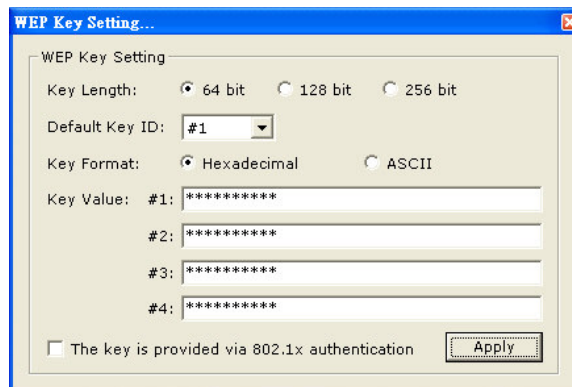 WEP Key Setting...
WEP Key Setting
Key Length: 64 bit 128 bit 256 bit
Default Key ID: #1
Key Format: Hexadecimal ASCII
Key Value: #1: **********
#2: **********
#3: **********
#4: **********
The key is provided via 802.1x authentication Apply